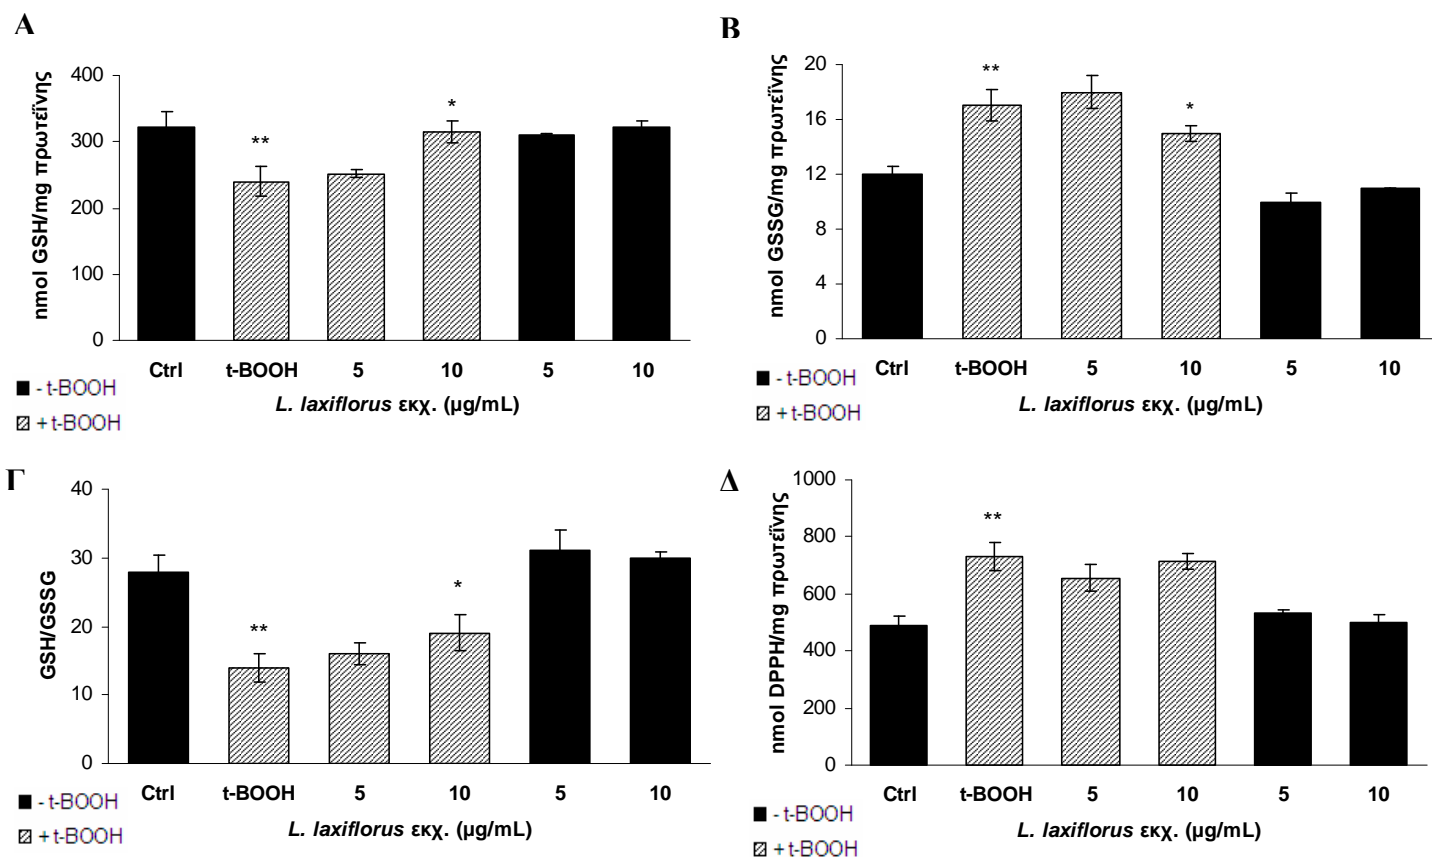 Α
nmol GSH/mg πρωτεΐνης
400
300
200
100
0
**
*
Ctrl t-BOOH 5 10 5 10
- t-BOOH
+ t-BOOH
L. laxiflorus εκχ. (μg/mL)
Β
nmol GSSG/mg πρωτεΐνης
20
16
12
8
4
0
**
*
Ctrl t-BOOH 5 10 5 10
- t-BOOH
+ t-BOOH
L. laxiflorus εκχ. (μg/mL)
Γ
GSH/GSSG
40
30
20
10
0
**
*
Ctrl t-BOOH 5 10 5 10
- t-BOOH
+ t-BOOH
L. laxiflorus εκχ. (μg/mL)
Δ
nmol DPPH/mg πρωτεΐνης
1000
800
600
400
200
0
**
Ctrl t-BOOH 5 10 5 10
- t-BOOH
+ t-BOOH
L. laxiflorus εκχ. (μg/mL)